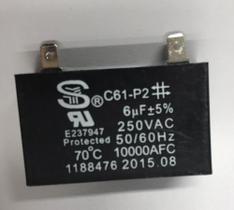 S® C61-P2
6µF±5%
250VAC
E237947
Protected 50/60Hz
70°C 10000AFC
1188476 2015.08